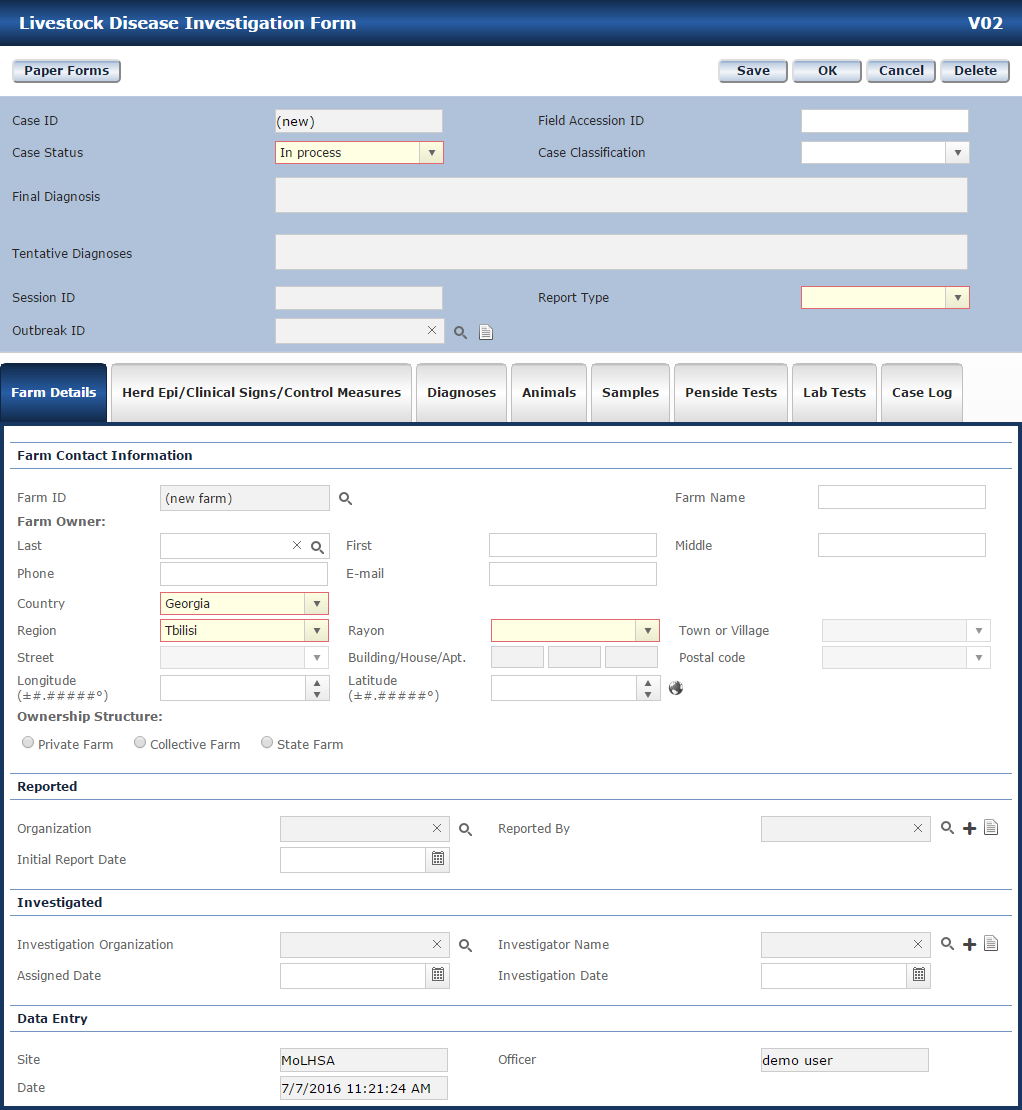 Livestock Disease Investigation Form V02
Paper Forms Save OK Cancel Delete
Case ID (new) Field Accession ID
Case Status In process Case Classification
Final Diagnosis
Tentative Diagnoses
Session ID Report Type
Outbreak ID
Farm Details Herd Epi/Clinical Signs/Control Measures Diagnoses Animals Samples Penside Tests Lab Tests Case Log
Farm Contact Information
Farm ID (new farm) Farm Name
Farm Owner:
Last First Middle
Phone E-mail
Country Georgia
Region Tbilisi Rayon Town or Village
Street Building/House/Apt. Postal code
Longitude Latitude
(±#.#####°) (±#.#####°)
Ownership Structure:
Private Farm Collective Farm State Farm
Reported
Organization Reported By
Initial Report Date
Investigated
Investigation Organization Investigator Name
Assigned Date Investigation Date
Data Entry
Site MoLHSA Officer demo user
Date 7/7/2016 11:21:24 AM